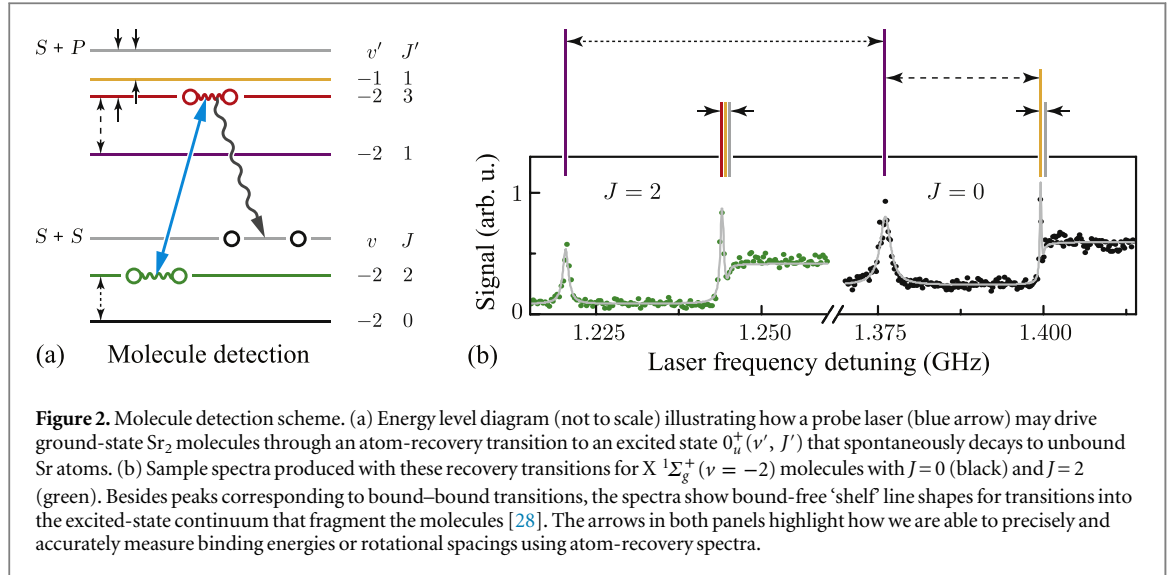 S + P
v′ J′
−1 1
−2 3
−2 1
S + S
v J
−2 2
−2 0
(a) Molecule detection
Signal (arb. u.)
1
0
J = 2
J = 0
1.225
1.250
1.375
1.400
(b) Laser frequency detuning (GHz)
Figure 2. Molecule detection scheme. (a) Energy level diagram (not to scale) illustrating how a probe laser (blue arrow) may drive
ground-state Sr₂ molecules through an atom-recovery transition to an excited state 0ᵤ⁺(v′, J′) that spontaneously decays to unbound
Sr atoms. (b) Sample spectra produced with these recovery transitions for X ¹Σg⁺(ν = −2) molecules with J = 0 (black) and J = 2
(green). Besides peaks corresponding to bound–bound transitions, the spectra show bound-free ‘shelf’ line shapes for transitions into
the excited-state continuum that fragment the molecules [28]. The arrows in both panels highlight how we are able to precisely and
accurately measure binding energies or rotational spacings using atom-recovery spectra.